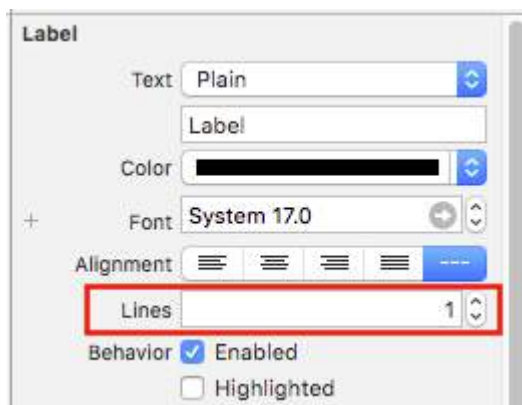 Label
Text Plain
Label
Color
+ Font System 17.0
Alignment ---
Lines 1
Behavior Enabled
Highlighted